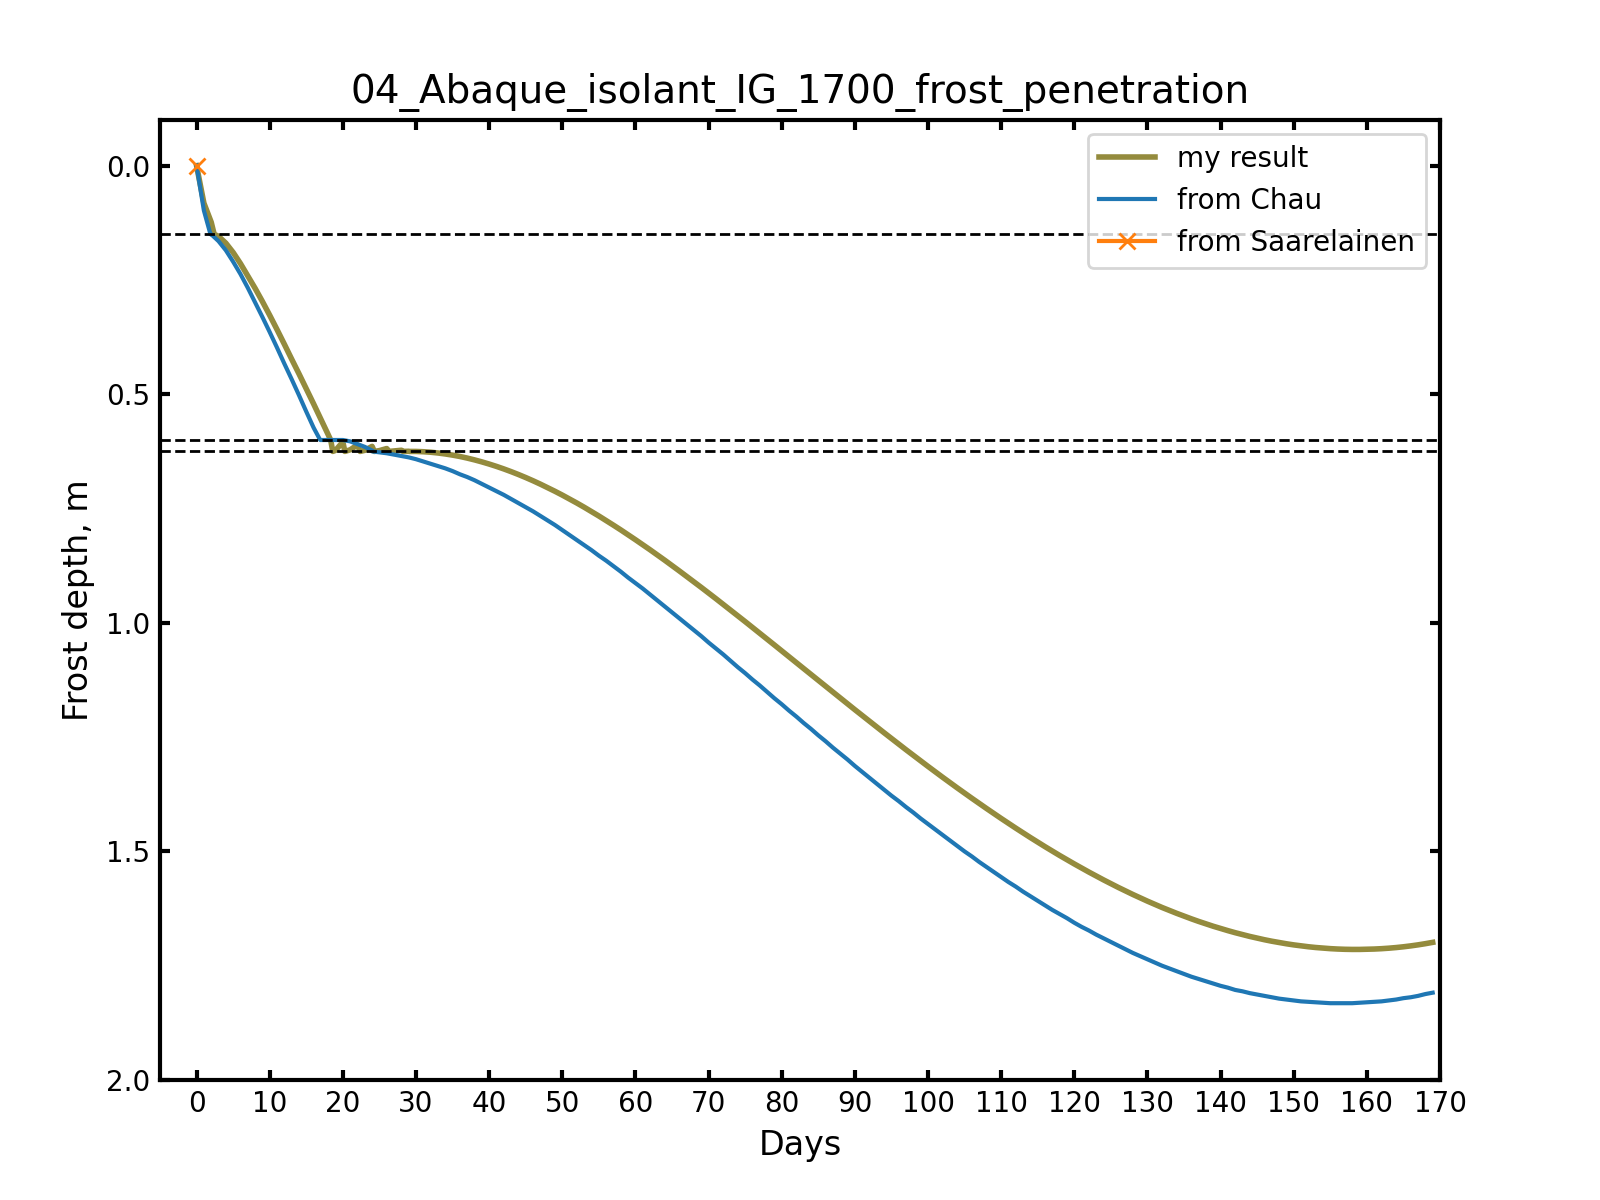 04_Abaque_isolant_IG_1700_frost_penetration
my result
from Chau
from Saarelainen
0.0
0.5
1.0
1.5
2.0
Frost depth, m
0 10 20 30 40 50 60 70 80 90 100 110 120 130 140 150 160 170
Days